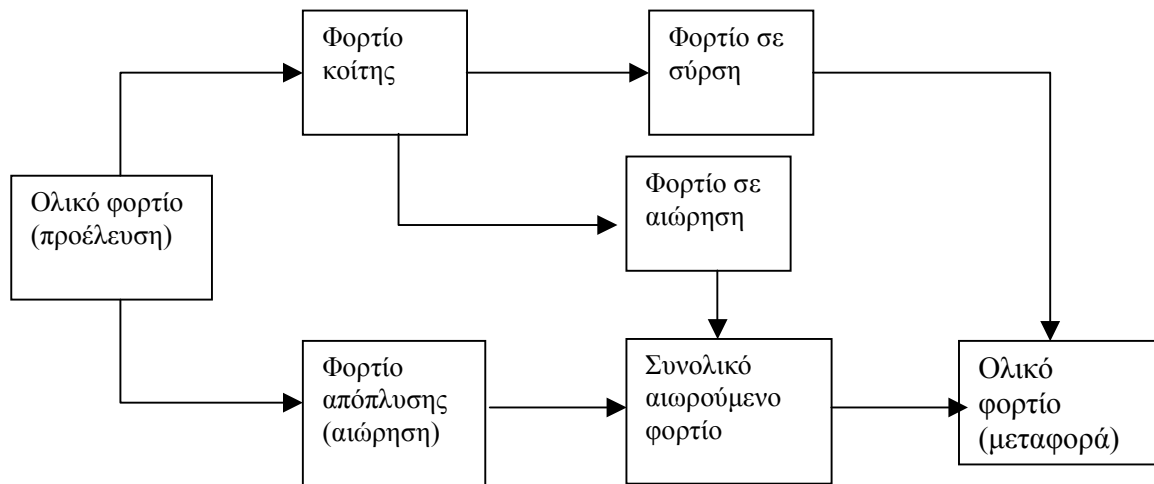 Φορτίο
κοίτης
Φορτίο σε
σύρση
Φορτίο σε
αιώρηση
Ολικό φορτίο
(προέλευση)
Φορτίο
απόπλυσης
(αιώρηση)
Συνολικό
αιωρούμενο
φορτίο
Ολικό
φορτίο
(μεταφορά)